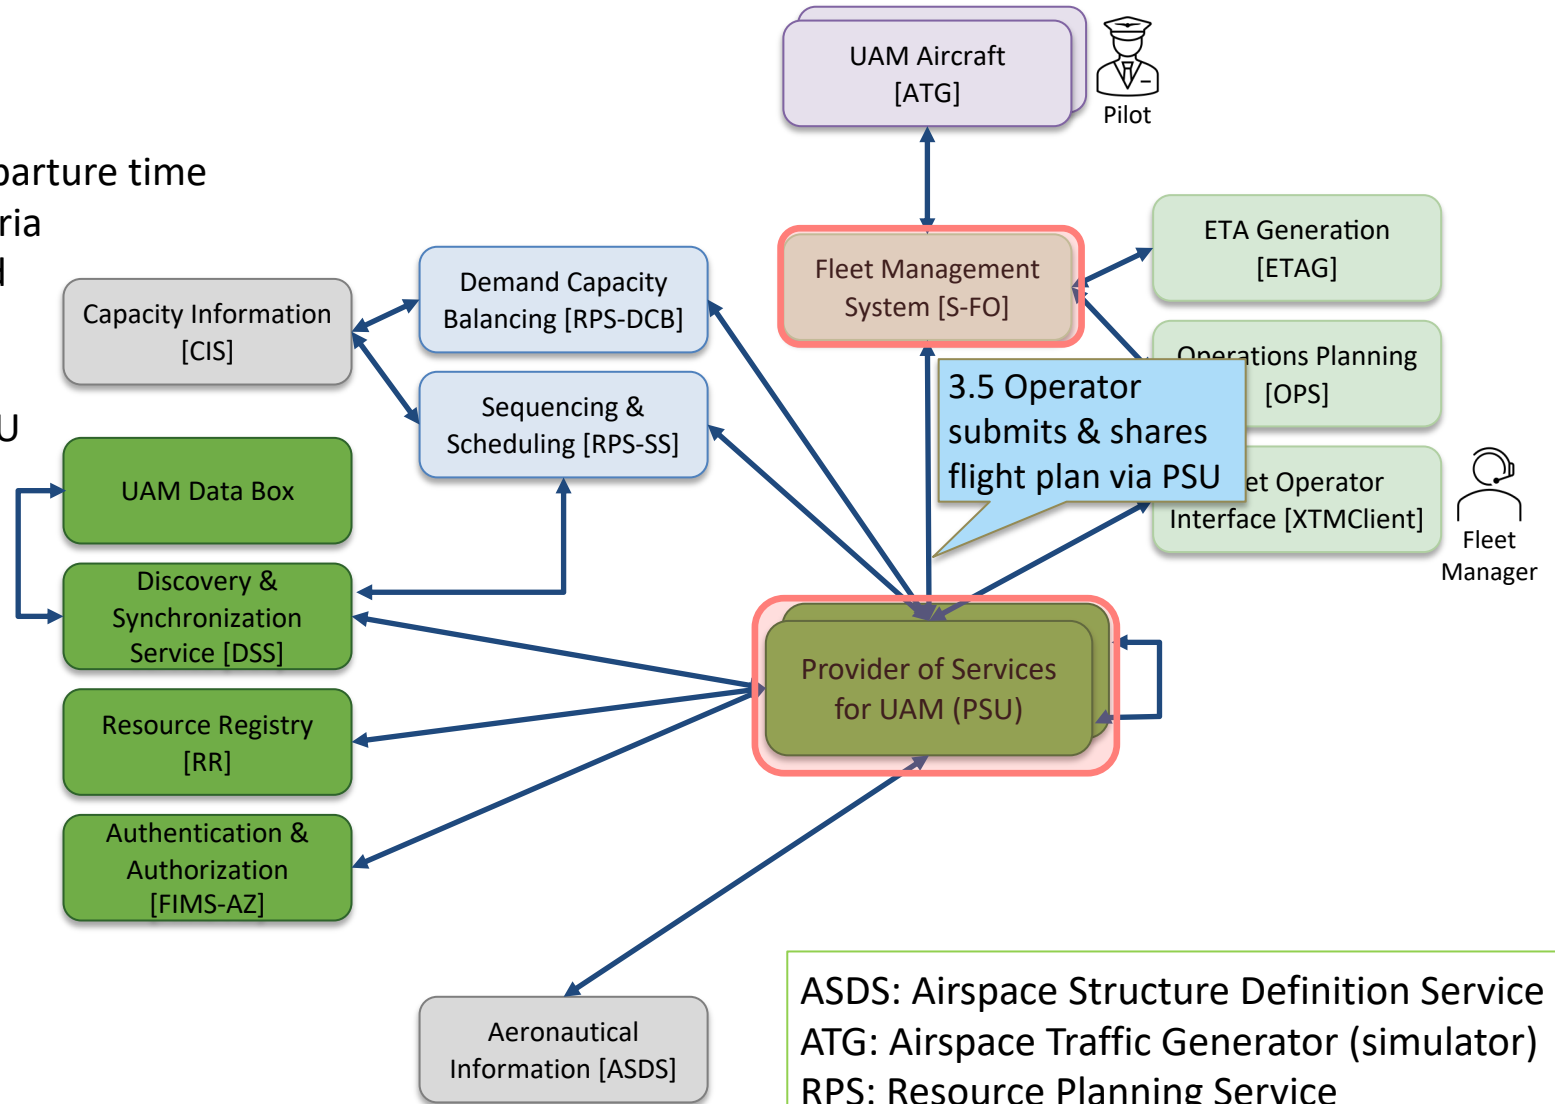 UAM Aircraft
[ATG]
Pilot
parture time
ria
Fleet Management
System [S-FO]
ETA Generation
[ETAG]
Demand Capacity
Balancing [RPS-DCB]
Capacity Information
[CIS]
Operations Planning
[OPS]
3.5 Operator
submits & shares
flight plan via PSU
Sequencing &
Scheduling [RPS-SS]
U
UAM Data Box
et Operator
Interface [XTMClient]
Fleet
Manager
Discovery &
Synchronization
Service [DSS]
Provider of Services
for UAM (PSU)
Resource Registry
[RR]
Authentication &
Authorization
[FIMS-AZ]
Aeronautical
Information [ASDS]
ASDS: Airspace Structure Definition Service
ATG: Airspace Traffic Generator (simulator)
RPS: Resource Planning Service